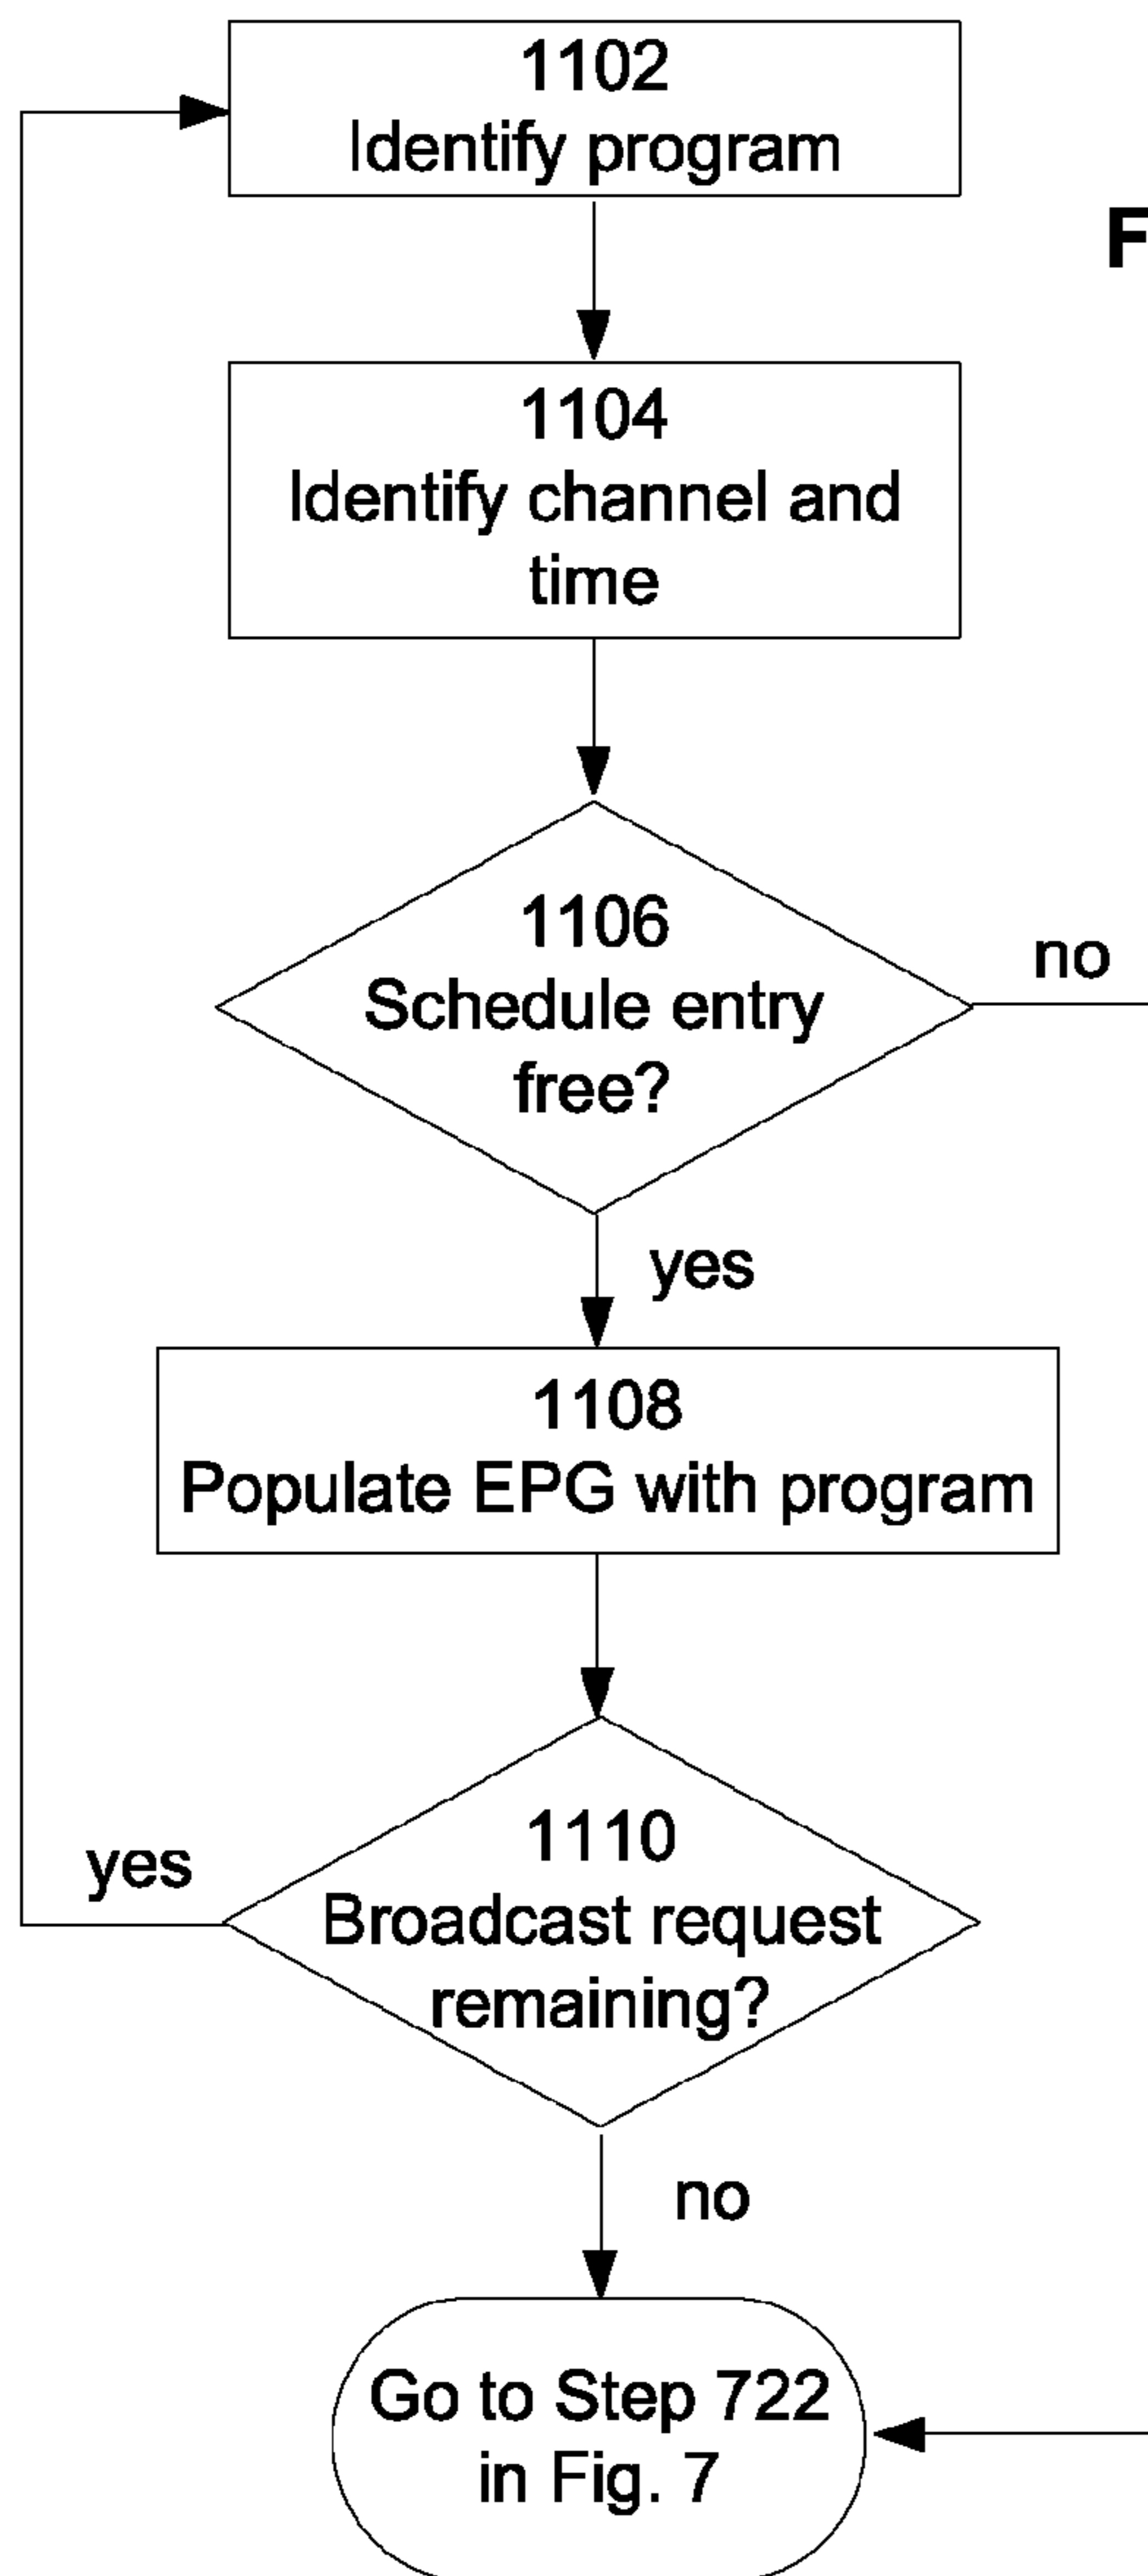 1102
Identify program
F
1104
Identify channel and
time
1106
Schedule entry
free?
no
yes
1108
Populate EPG with program
1110
Broadcast request
remaining?
yes
no
Go to Step 722
in Fig. 7